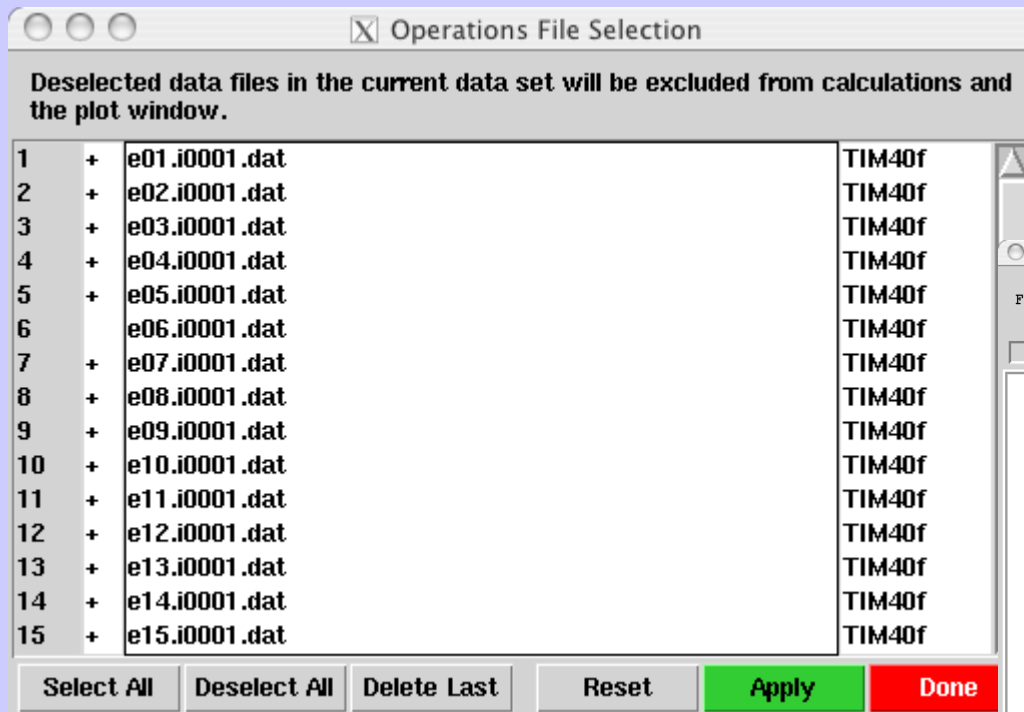 X Operations File Selection
Deselected data files in the current data set will be excluded from calculations and
the plot window.
1 + e01.i0001.dat TIM40f
2 + e02.i0001.dat TIM40f
3 + e03.i0001.dat TIM40f
4 + e04.i0001.dat TIM40f
5 + e05.i0001.dat TIM40f
6 e06.i0001.dat TIM40f
7 + e07.i0001.dat TIM40f
8 + e08.i0001.dat TIM40f
9 + e09.i0001.dat TIM40f
10 + e10.i0001.dat TIM40f
11 + e11.i0001.dat TIM40f
12 + e12.i0001.dat TIM40f
13 + e13.i0001.dat TIM40f
14 + e14.i0001.dat TIM40f
15 + e15.i0001.dat TIM40f
F
Select All Deselect All Delete Last Reset Apply Done